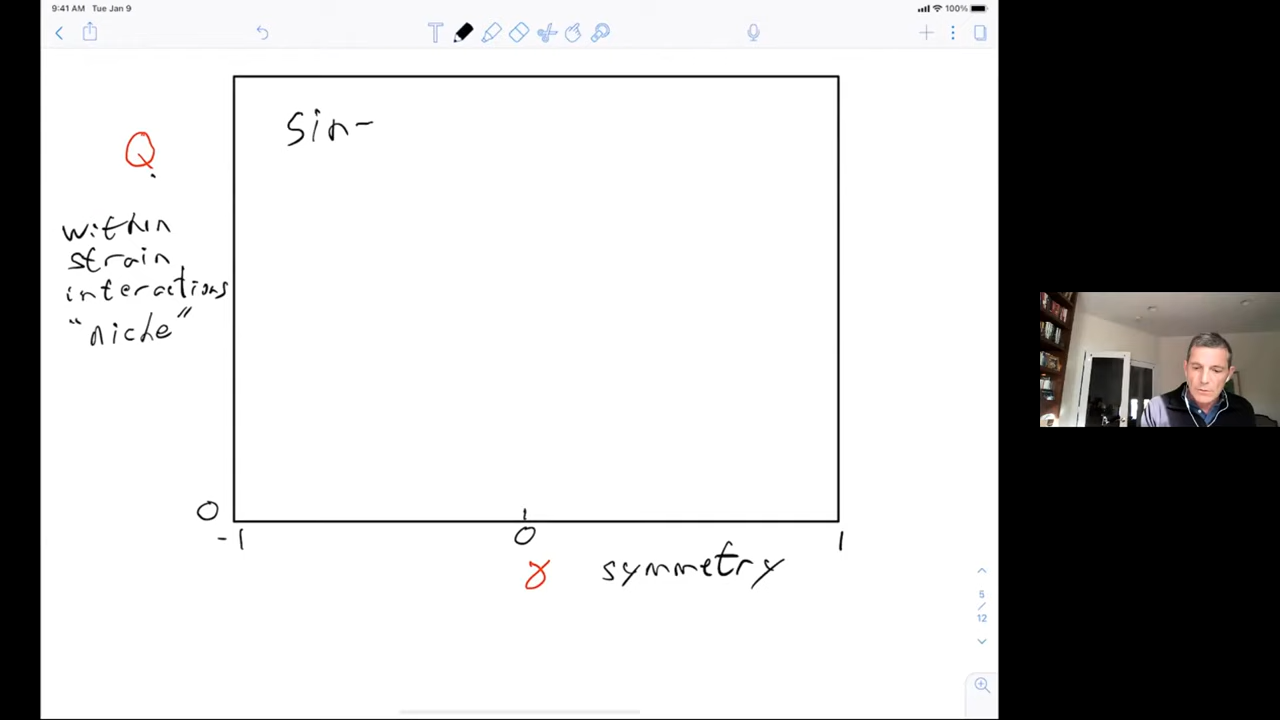 9:41 AM Tue Jan 9
100%
T
Sin-
Q
within
strain
interactions
"niche"
0
-1
0
1
γ symmetry
5
/
12